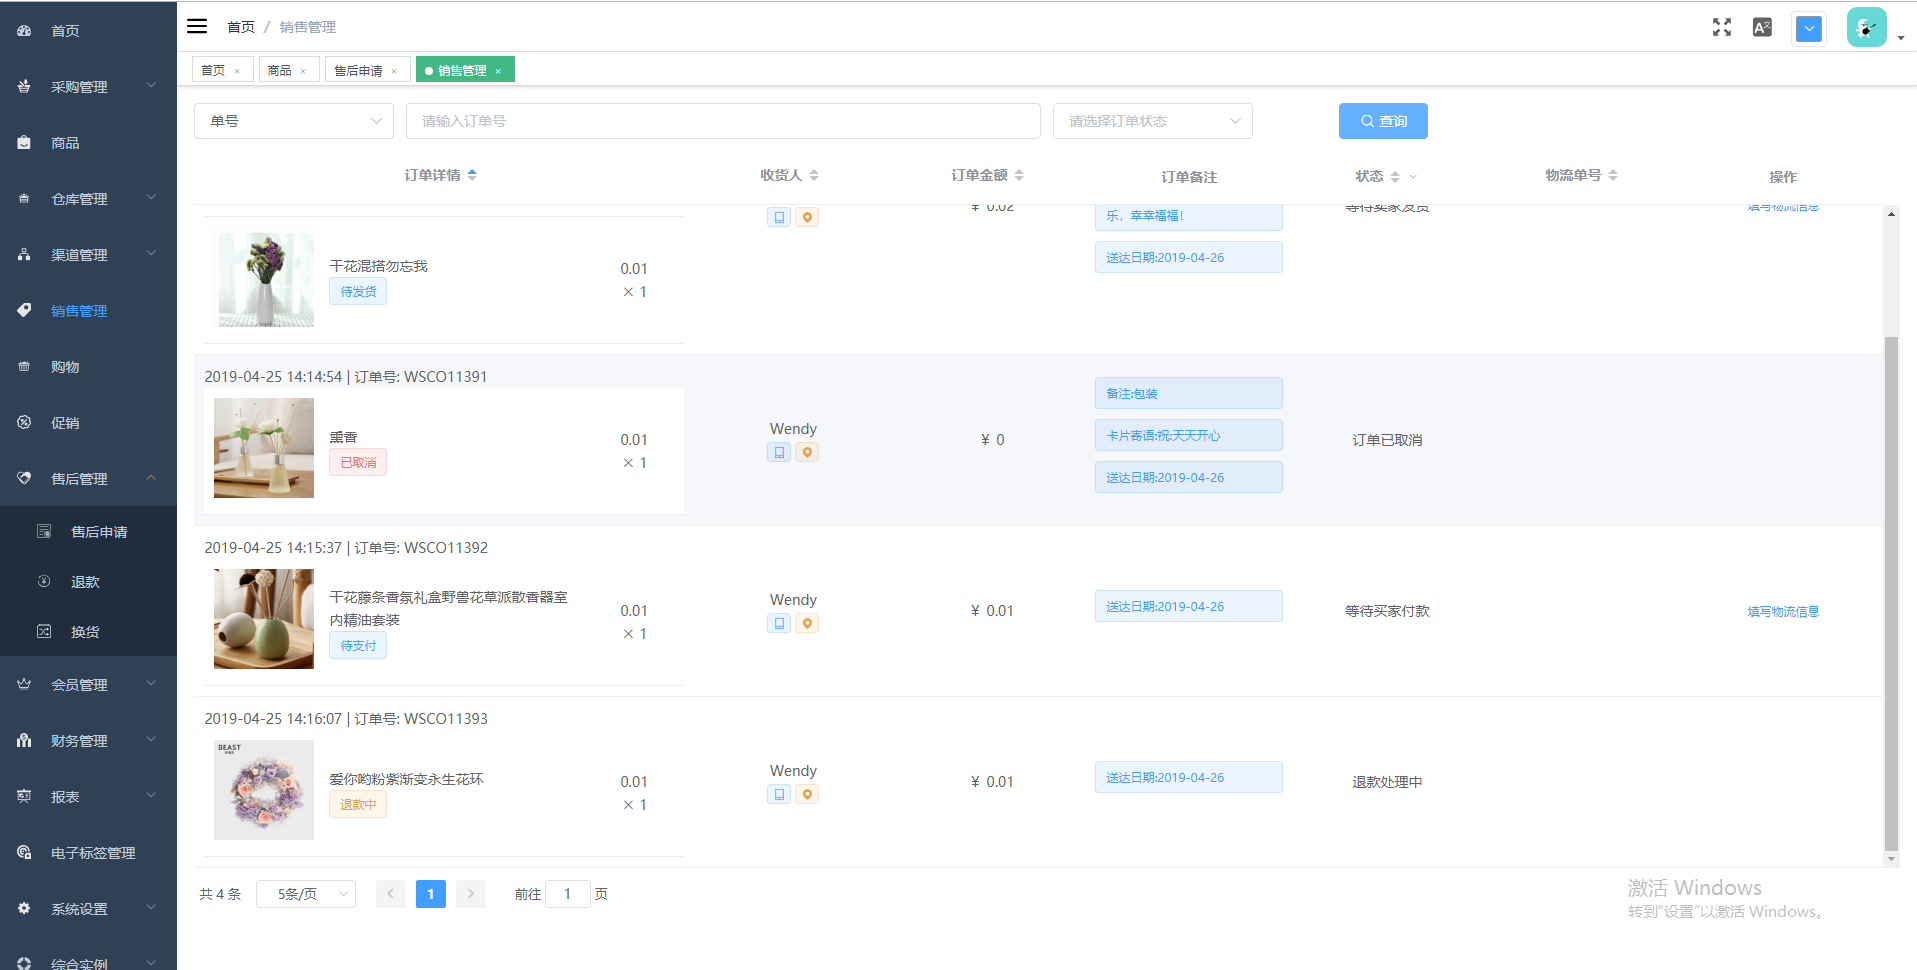 首页
采购管理
商品
仓库管理
渠道管理
销售管理
购物
促销
售后管理
售后申请
退款
换货
会员管理
财务管理
报表
电子标签管理
系统设置
综合实例
首页 / 销售管理
首页 × 商品 × 售后申请 × 销售管理 ×
单号 请输入订单号 请选择订单状态 查询
订单详情 收货人 订单金额 订单备注 状态 物流单号 操作
¥ 0.02 乐，幸幸福福！ 等待卖家发货 填写物流信息
送达日期:2019-04-26
干花混搭勿忘我 0.01
待发货 × 1
2019-04-25 14:14:54 | 订单号: WSCO11391
备注:包装
熏香 0.01 Wendy ¥ 0 卡片寄语:祝:天天开心 订单已取消
已取消 × 1
送达日期:2019-04-26
2019-04-25 14:15:37 | 订单号: WSCO11392
干花藤条香氛礼盒野兽花草派散香器室
内精油套装
0.01 Wendy ¥ 0.01 送达日期:2019-04-26 等待买家付款 填写物流信息
待支付 × 1
2019-04-25 14:16:07 | 订单号: WSCO11393
BEAST
爱你哟粉紫渐变永生花环 0.01 Wendy ¥ 0.01 送达日期:2019-04-26 退款处理中
退款中 × 1
共 4 条 5条/页 1 前往 1 页
激活 Windows
转到“设置”以激活 Windows。